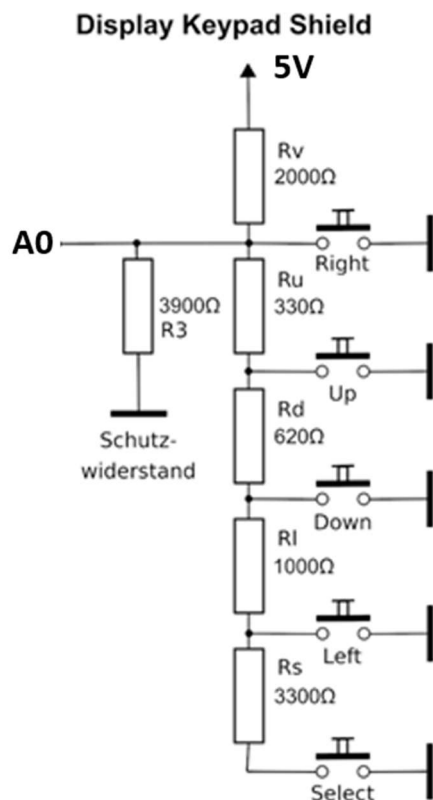 Display Keypad Shield
5V
Rv
2000Ω
A0
Right
3900Ω
R3
Ru
330Ω
Up
Schutz-
widerstand
Rd
620Ω
Down
Rl
1000Ω
Left
Rs
3300Ω
Select